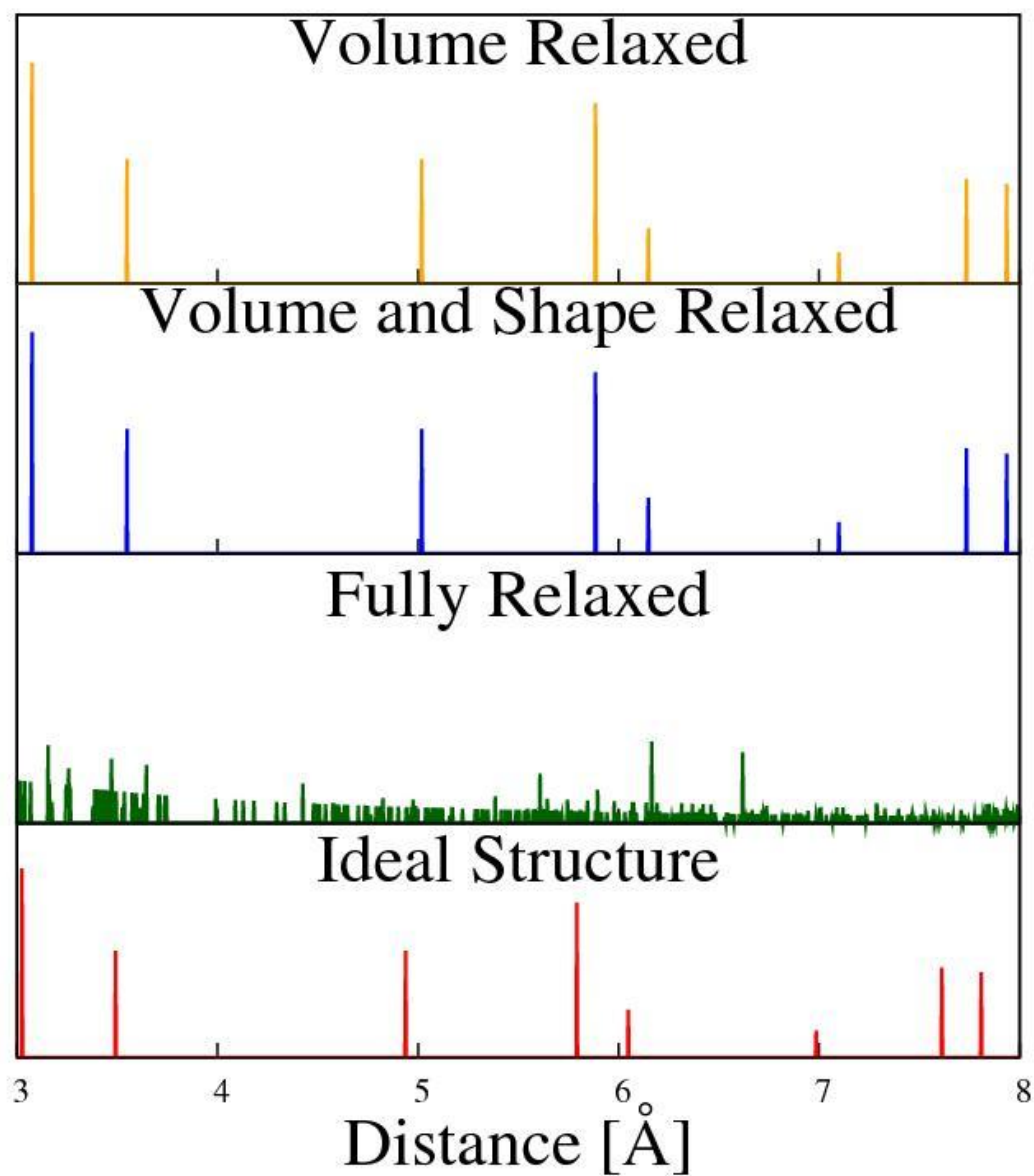 Volume Relaxed
Volume and Shape Relaxed
Fully Relaxed
Ideal Structure
3 4 5 6 7 8
Distance [Å]